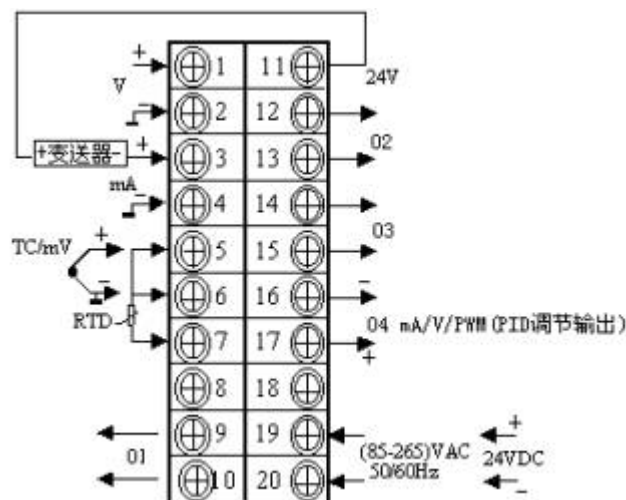 +
V
-
1 11
24V
2 12
+变送器-
+
3 13
02
mA
-
4 14
TC/mV
+
5 15
03
-
6 16
-
RTD
7 17
04 mA/V/PWM(PID调节输出)
+
8 18
9 19
(85-265)VAC
+
01
50/60Hz
24VDC
10 20
-